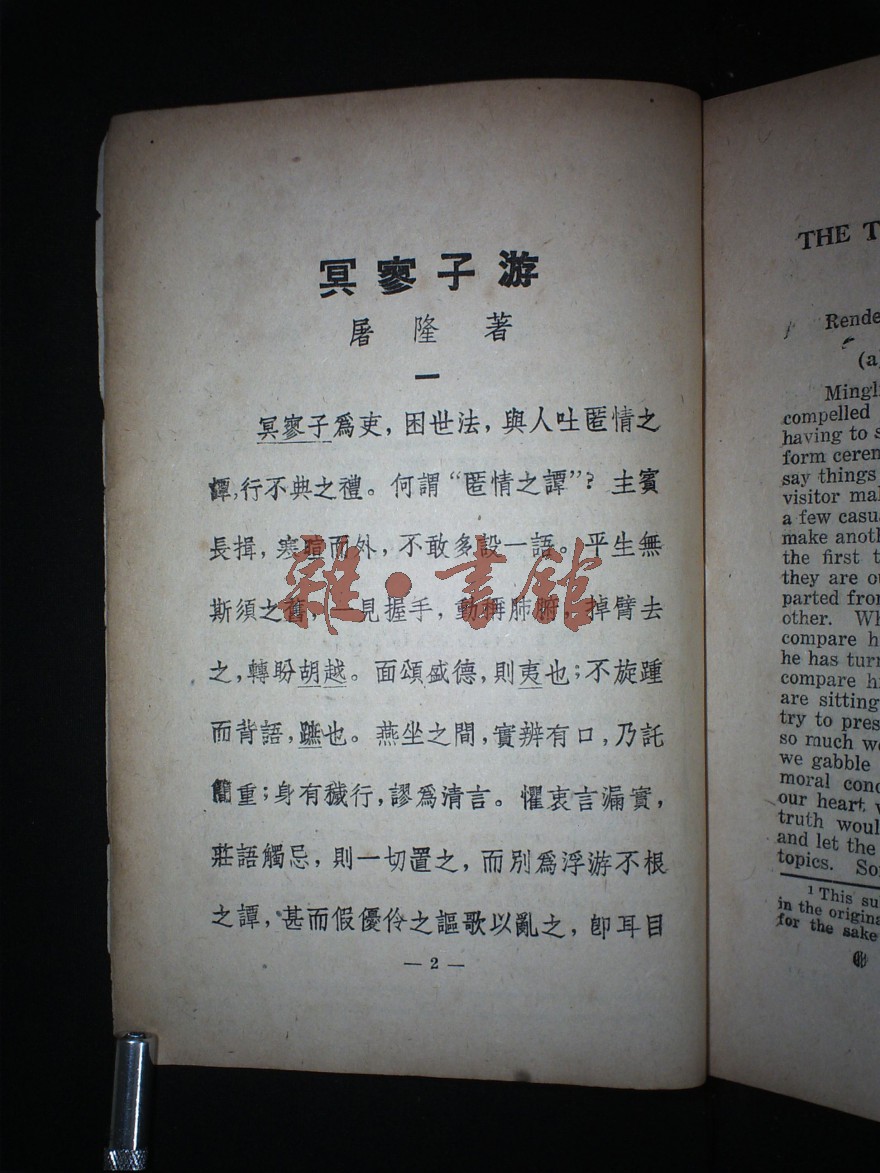 冥寥子游
屠隆著
一
冥寥子爲吏，困世法，與人吐匿情之
譚，行不典之禮。何謂“匿情之譚”？主賓
長揖，寒暄而外，不敢多設一語。平生無
斯須之舊，一見握手，動稱肺腑，掉臂去
之，轉盼胡越。面頌盛德，則夷也；不旋踵
而背語，蹠也。燕坐之間，實辨有口，乃託
簡重；身有穢行，謬爲清言。懼衷言漏實，
莊語觸忌，則一切置之，而別爲浮游不根
之譚，甚而假優伶之謳歌以亂之，卽耳目
— 2 —
雜·書館
THE T
Rende
(a
Mingl
compelled
having to s
form ceren
say things
visitor mal
a few casu
make anoth
the first t
they are ou
parted from
other. Wh
compare h
he has turn
compare hi
are sitting
try to pres
so much we
we gabble
moral conc
our heart v
truth woul
and let the
topics. So
1 This su
in the origina
for the sake